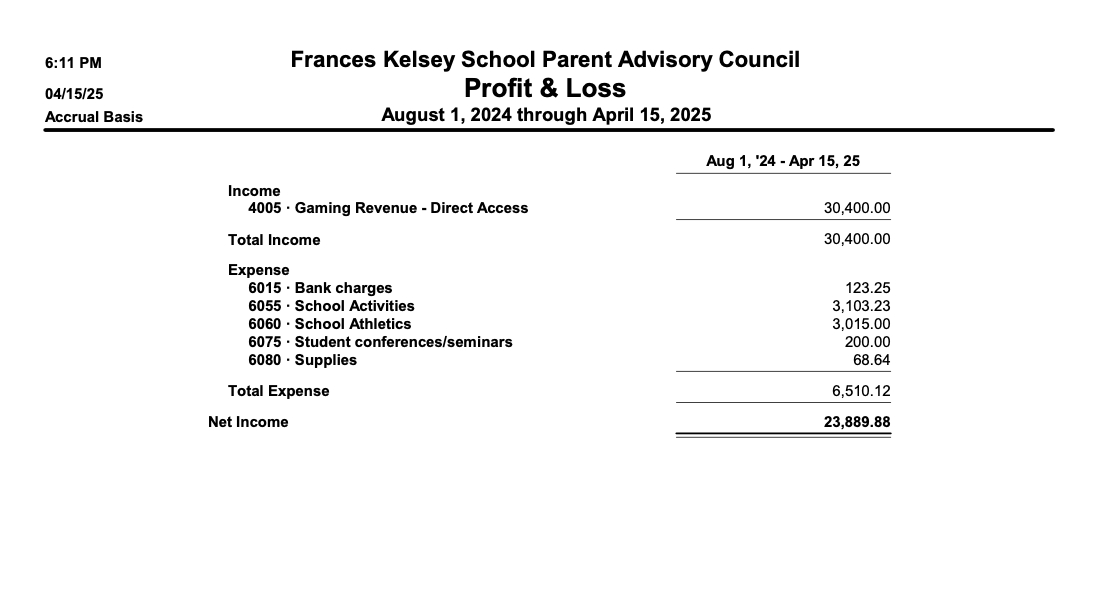 6:11 PM
04/15/25
Accrual Basis
Frances Kelsey School Parent Advisory Council
Profit & Loss
August 1, 2024 through April 15, 2025
Aug 1, '24 - Apr 15, 25
Income
4005 · Gaming Revenue - Direct Access 30,400.00
Total Income 30,400.00
Expense
6015 · Bank charges 123.25
6055 · School Activities 3,103.23
6060 · School Athletics 3,015.00
6075 · Student conferences/seminars 200.00
6080 · Supplies 68.64
Total Expense 6,510.12
Net Income 23,889.88